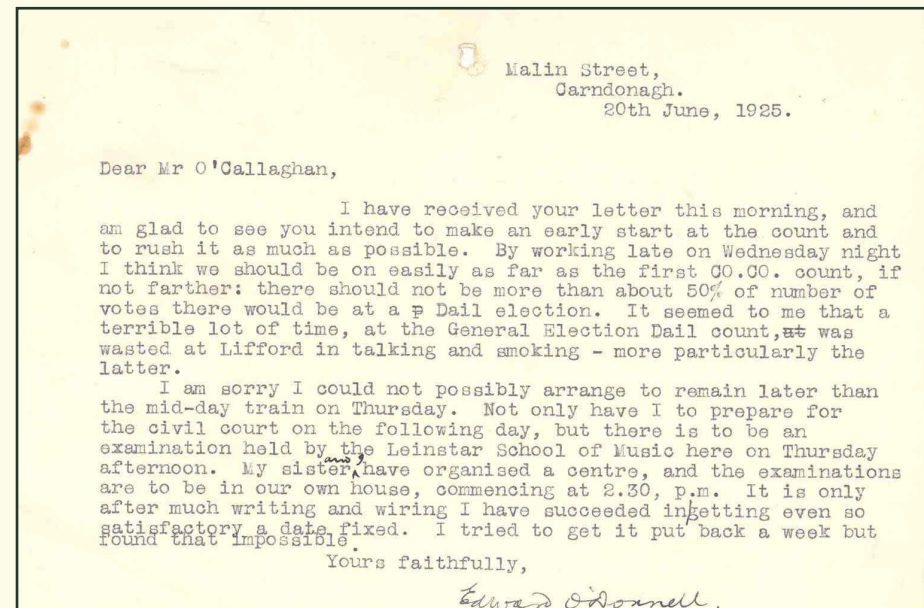 Malin Street,
Carndonagh.
20th June, 1925.
Dear Mr O'Callaghan,
I have received your letter this morning, and
am glad to see you intend to make an early start at the count and
to rush it as much as possible. By working late on Wednesday night
I think we should be on easily as far as the first CO.CO. count, if
not farther: there should not be more than about 50% of number of
votes there would be at a p Dail election. It seemed to me that a
terrible lot of time, at the General Election Dail count,at was
wasted at Lifford in talking and smoking - more particularly the
latter.
I am sorry I could not possibly arrange to remain later than
the mid-day train on Thursday. Not only have I to prepare for
the civil court on the following day, but there is to be an
examination held by the Leinstar School of Music here on Thursday
afternoon. My sister and I have organised a centre, and the examinations
are to be in our own house, commencing at 2.30, p.m. It is only
after much writing and wiring I have succeeded in getting even so
satisfactory a date fixed. I tried to get it put back a week but
found that impossible.
Yours faithfully,
Edward O'Donnell.